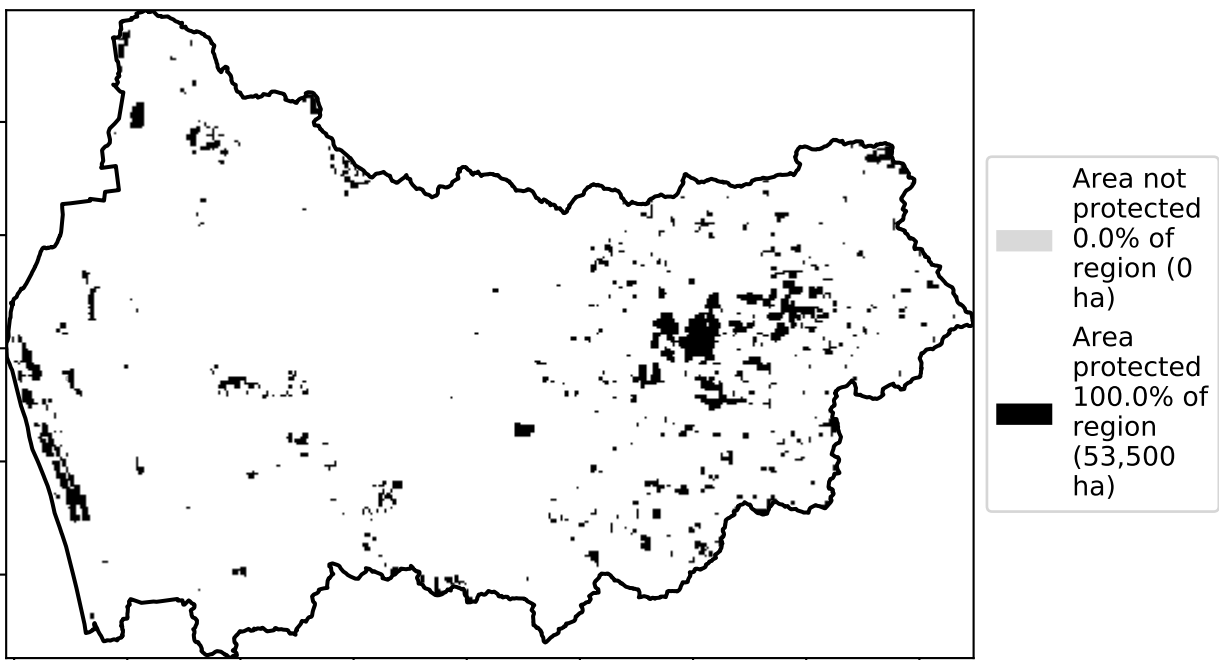 Area not
protected
0.0% of
region (0
ha)
Area
protected
100.0% of
region
(53,500
ha)